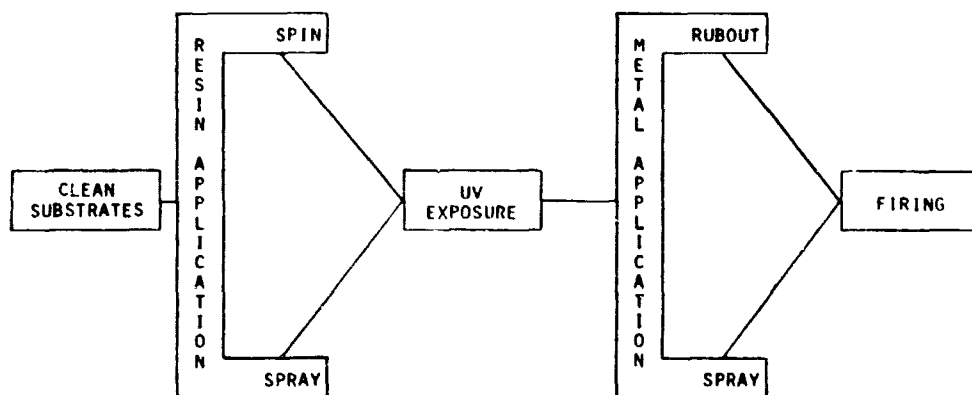 CLEAN
SUBSTRATES
RESIN APPLICATION
SPIN
SPRAY
UV
EXPOSURE
METAL APPLICATION
RUBOUT
SPRAY
FIRING